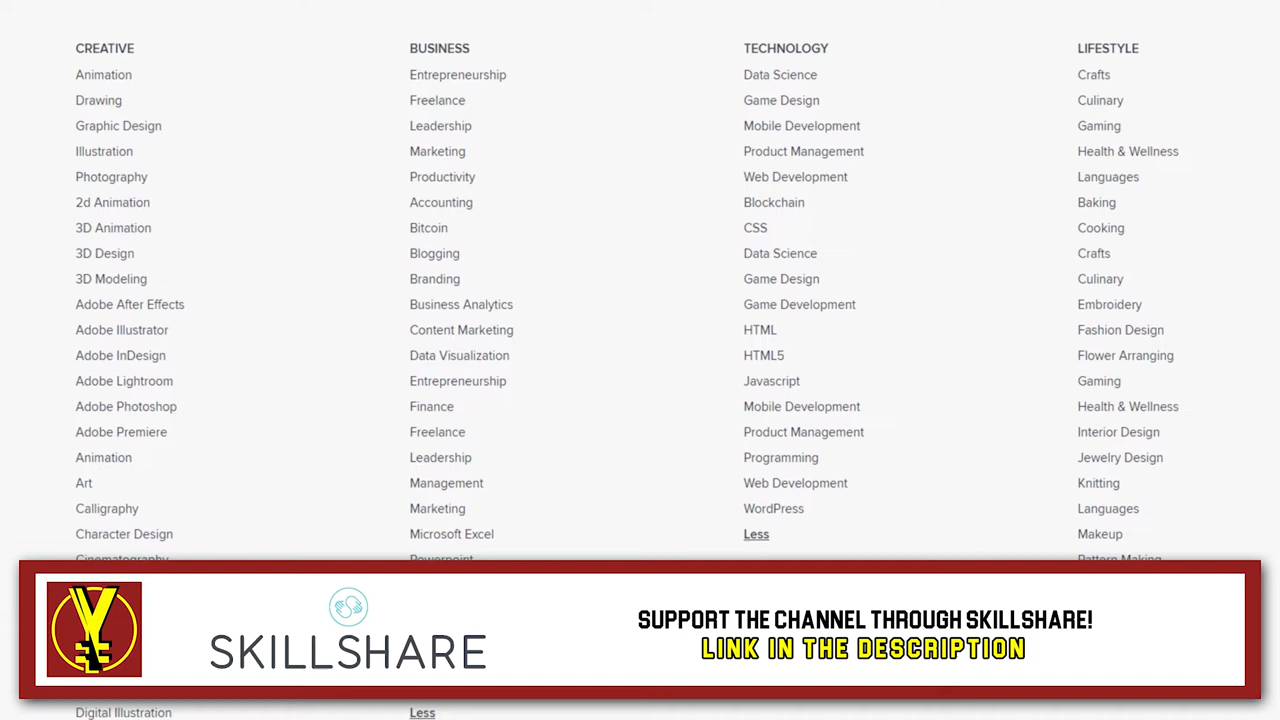 CREATIVE
Animation
Drawing
Graphic Design
Illustration
Photography
2d Animation
3D Animation
3D Design
3D Modeling
Adobe After Effects
Adobe Illustrator
Adobe InDesign
Adobe Lightroom
Adobe Photoshop
Adobe Premiere
Animation
Art
Calligraphy
Character Design
Cinematography
Digital Illustration
BUSINESS
Entrepreneurship
Freelance
Leadership
Marketing
Productivity
Accounting
Bitcoin
Blogging
Branding
Business Analytics
Content Marketing
Data Visualization
Entrepreneurship
Finance
Freelance
Leadership
Management
Marketing
Microsoft Excel
Powerpoint
Less
TECHNOLOGY
Data Science
Game Design
Mobile Development
Product Management
Web Development
Blockchain
CSS
Data Science
Game Design
Game Development
HTML
HTML5
Javascript
Mobile Development
Product Management
Programming
Web Development
WordPress
Less
LIFESTYLE
Crafts
Culinary
Gaming
Health & Wellness
Languages
Baking
Cooking
Crafts
Culinary
Embroidery
Fashion Design
Flower Arranging
Gaming
Health & Wellness
Interior Design
Jewelry Design
Knitting
Languages
Makeup
Pattern Making
SKILLSHARE
SUPPORT THE CHANNEL THROUGH SKILLSHARE!
LINK IN THE DESCRIPTION